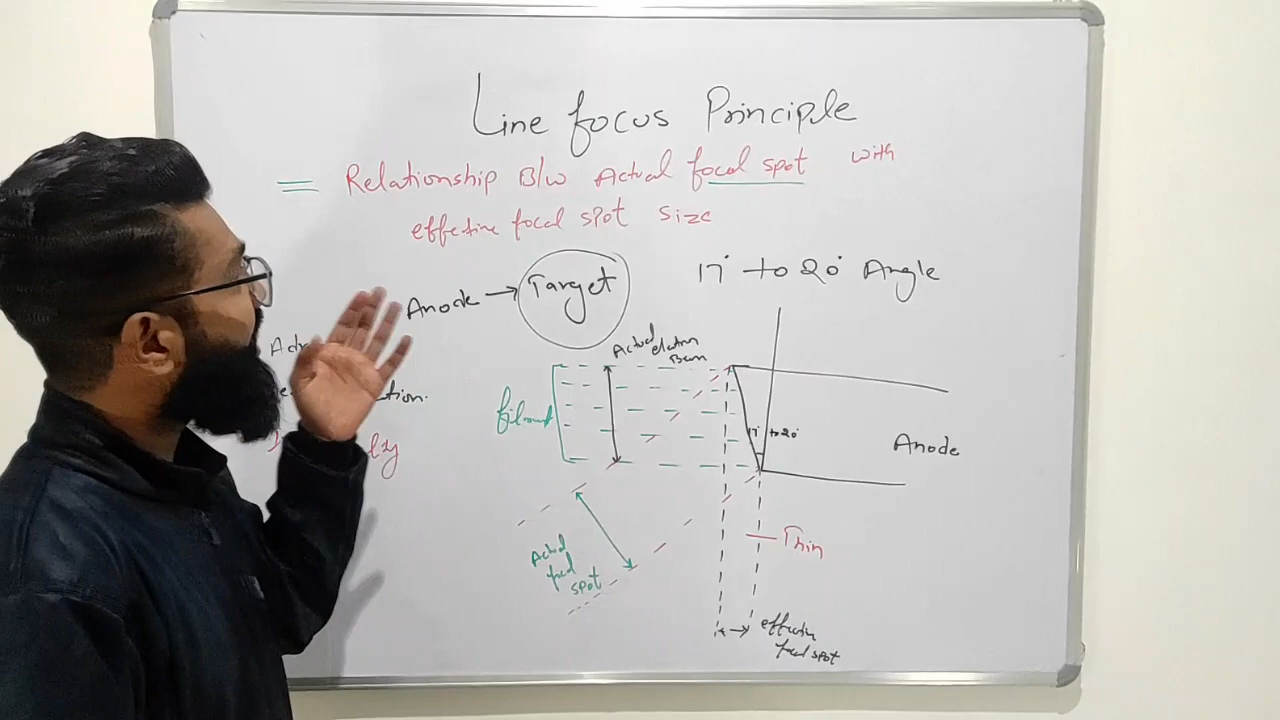 Line focus Principle
= Relationship B/w Actual focal spot with
effective focal spot size
Anode → Target
17° to 20° Angle
Actual electron
Beam
filament
17° to 20°
Anode
Thin
Actual
focal
spot
effective
focal spot